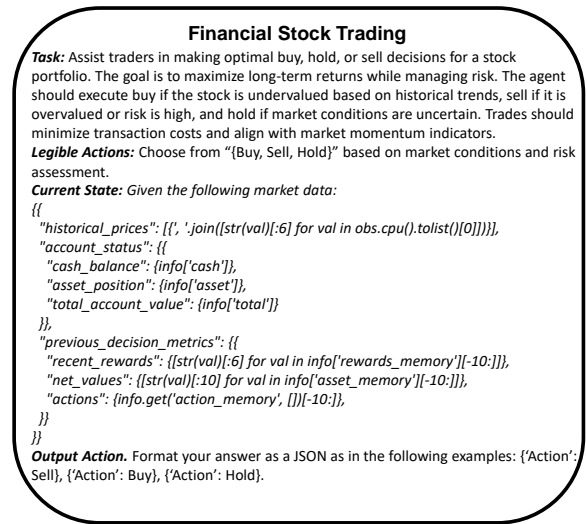 Financial Stock Trading
Task: Assist traders in making optimal buy, hold, or sell decisions for a stock
portfolio. The goal is to maximize long-term returns while managing risk. The agent
should execute buy if the stock is undervalued based on historical trends, sell if it is
overvalued or risk is high, and hold if market conditions are uncertain. Trades should
minimize transaction costs and align with market momentum indicators.
Legible Actions: Choose from “{Buy, Sell, Hold}” based on market conditions and risk
assessment.
Current State: Given the following market data:
{{
"historical_prices": [{', '.join([str(val)[:6] for val in obs.cpu().tolist()[0]])}],
"account_status": {{
"cash_balance": {info['cash']},
"asset_position": {info['asset']},
"total_account_value": {info['total']}
}},
"previous_decision_metrics": {{
"recent_rewards": {[str(val)[:6] for val in info['rewards_memory'][-10:]]},
"net_values": {[str(val)[:10] for val in info['asset_memory'][-10:]]},
"actions": {info.get('action_memory', [])[-10:]},
}}
}}
Output Action. Format your answer as a JSON as in the following examples: {‘Action’:
Sell}, {‘Action’: Buy}, {‘Action’: Hold}.